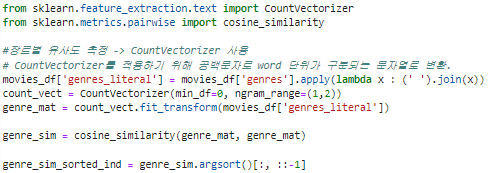 from sklearn.feature_extraction.text import CountVectorizer
from sklearn.metrics.pairwise import cosine_similarity
#장르별 유사도 측정 -> CountVectorizer 사용
# CountVectorizer를 적용하기 위해 공백문자로 word 단위가 구분되는 문자열로 변환.
movies_df['genres_literal'] = movies_df['genres'].apply(lambda x : (' ').join(x))
count_vect = CountVectorizer(min_df=0, ngram_range=(1,2))
genre_mat = count_vect.fit_transform(movies_df['genres_literal'])
genre_sim = cosine_similarity(genre_mat, genre_mat)
genre_sim_sorted_ind = genre_sim.argsort()[:, ::-1]